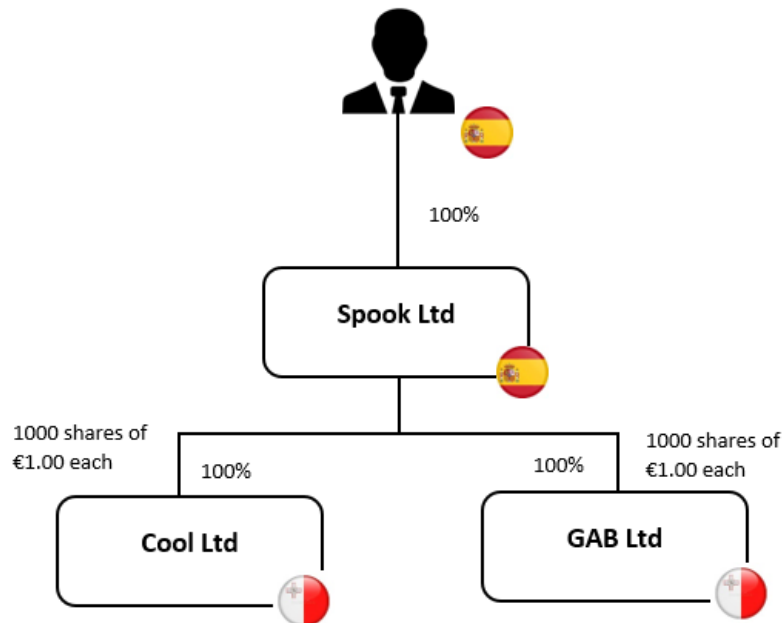 100%
Spook Ltd
1000 shares of
€1.00 each
100%
100%
1000 shares of
€1.00 each
Cool Ltd
GAB Ltd